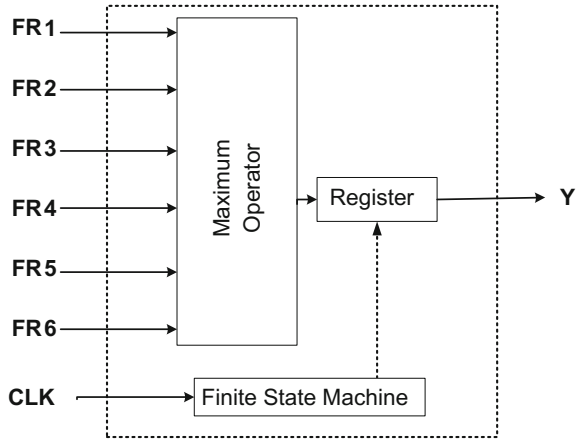 FR1
FR2
FR3
FR4
FR5
FR6
CLK
Maximum
Operator
Register
Y
Finite State Machine